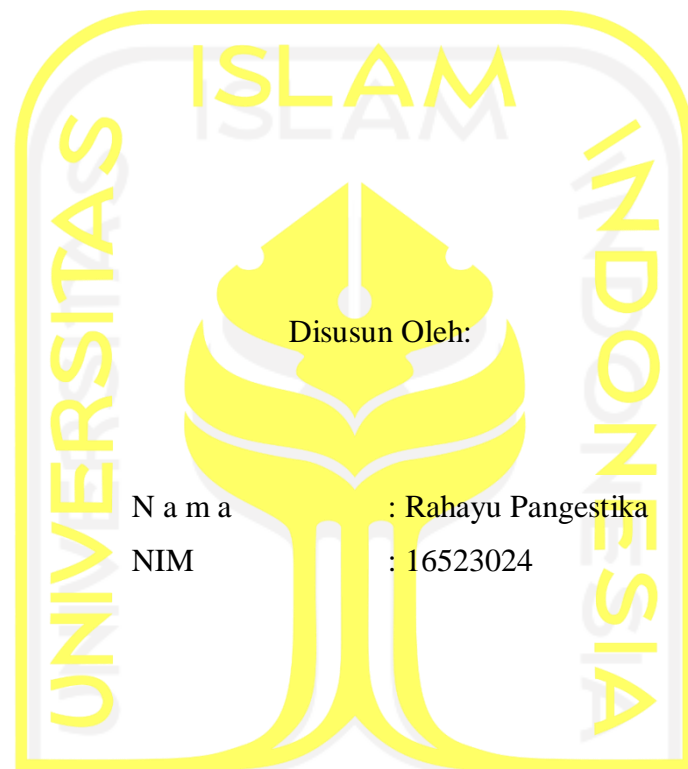 ISLAM
UNIVERSITAS
INDONESIA
Disusun Oleh:
N a m a : Rahayu Pangestika
NIM : 16523024